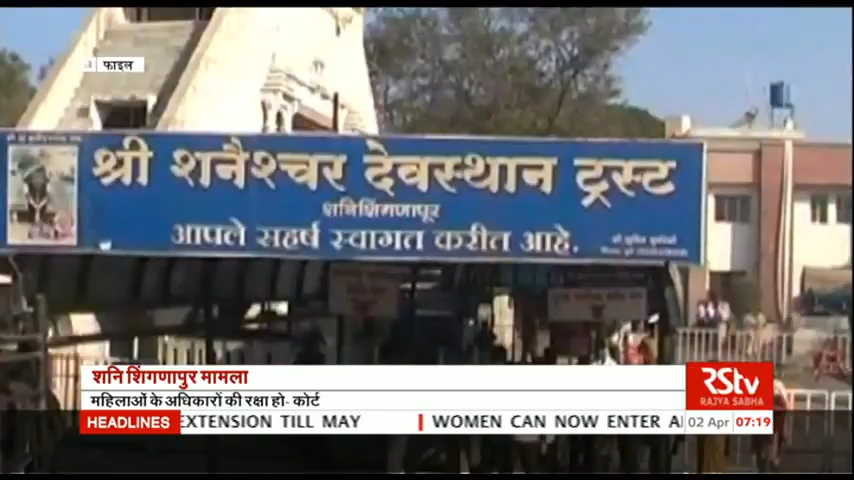 फाइल
श्री शनैश्चर देवस्थान ट्रस्ट
शनिशिंगणापूर
आपले सहर्ष स्वागत करीत आहे.
शनि शिंगणापुर मामला
महिलाओं के अधिकारों की रक्षा हो- कोर्ट
RStv
RAJYA SABHA
HEADLINES EXTENSION TILL MAY | WOMEN CAN NOW ENTER A 02 Apr 07:19